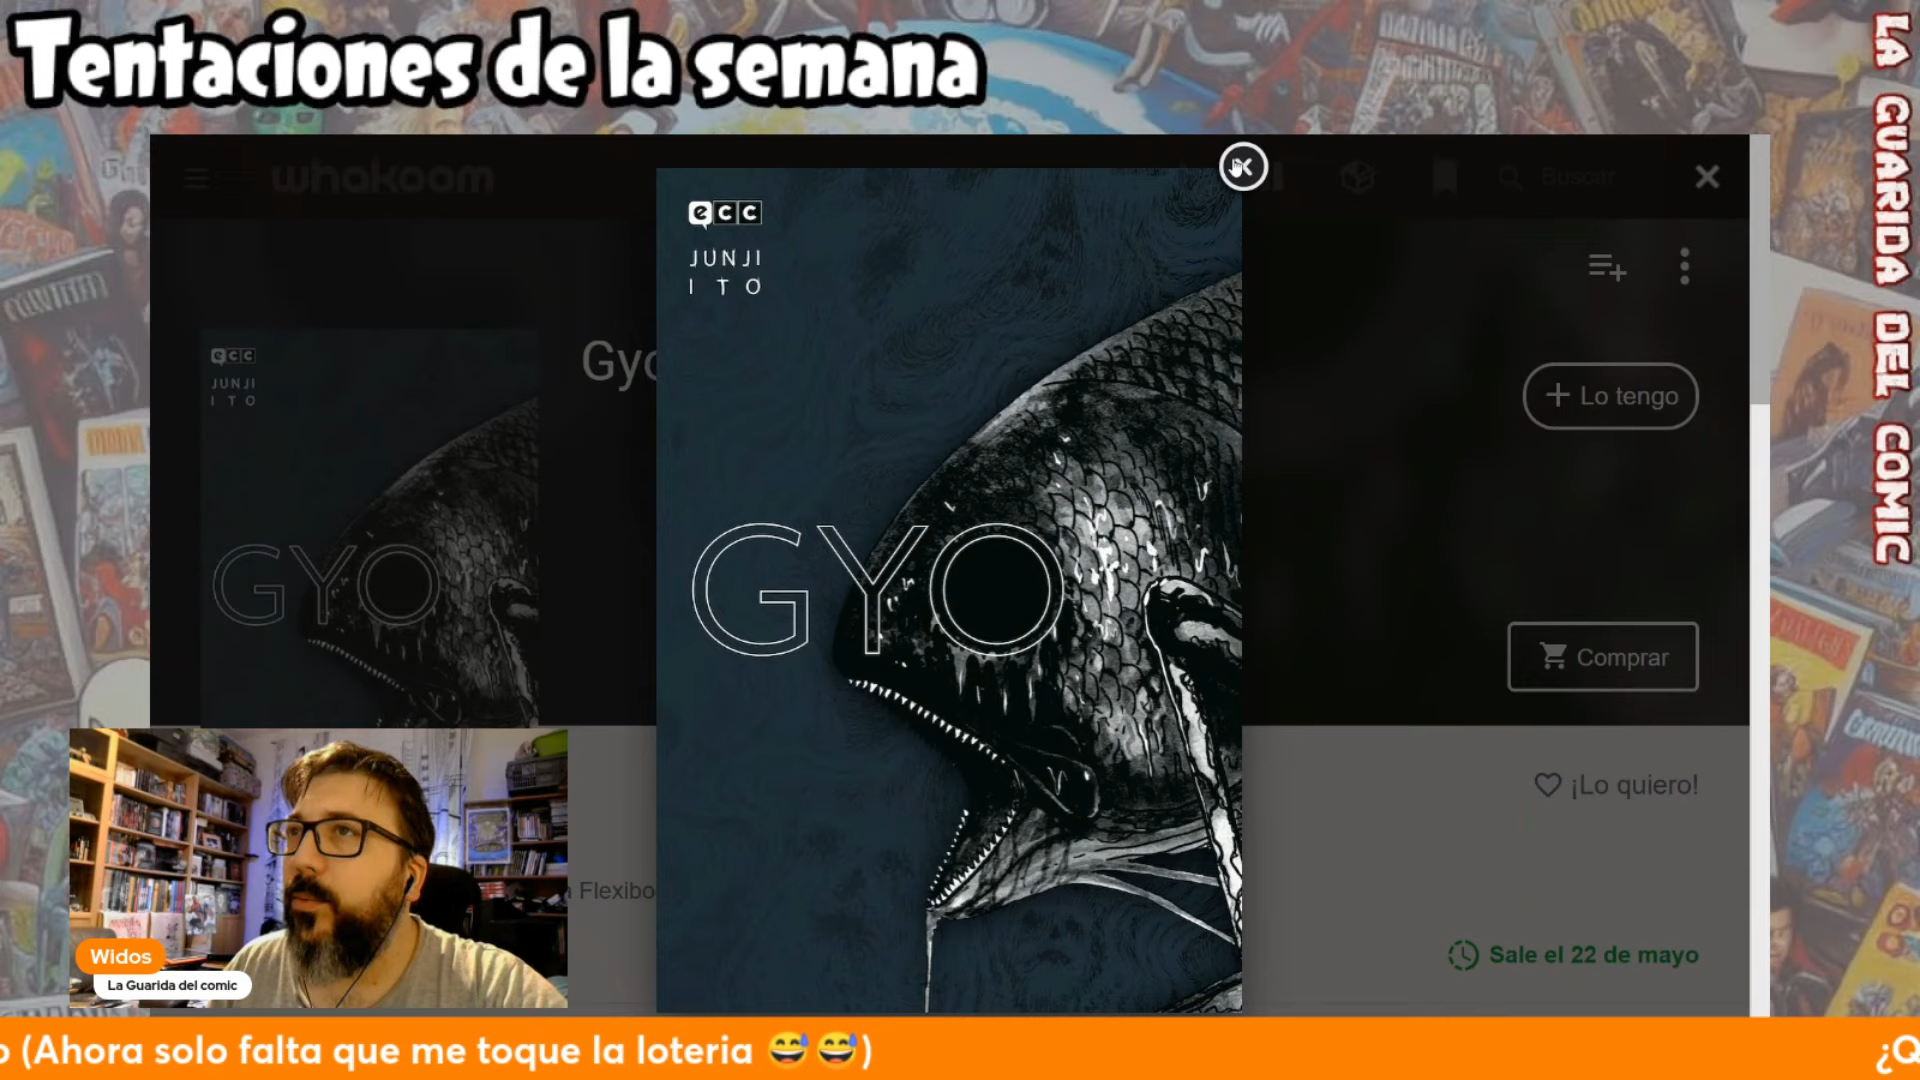 Tentaciones de la semana
LA GUARIDA DEL COMIC
whakoom
Buscar
ecc
JUNJI
ITO
GYO
ecc
JUNJI
ITO
GYO
Gyo
+ Lo tengo
Comprar
¡Lo quiero!
Flexibo
Sale el 22 de mayo
Widos
La Guarida del comic
o (Ahora solo falta que me toque la loteria 😅😅)
¿Q